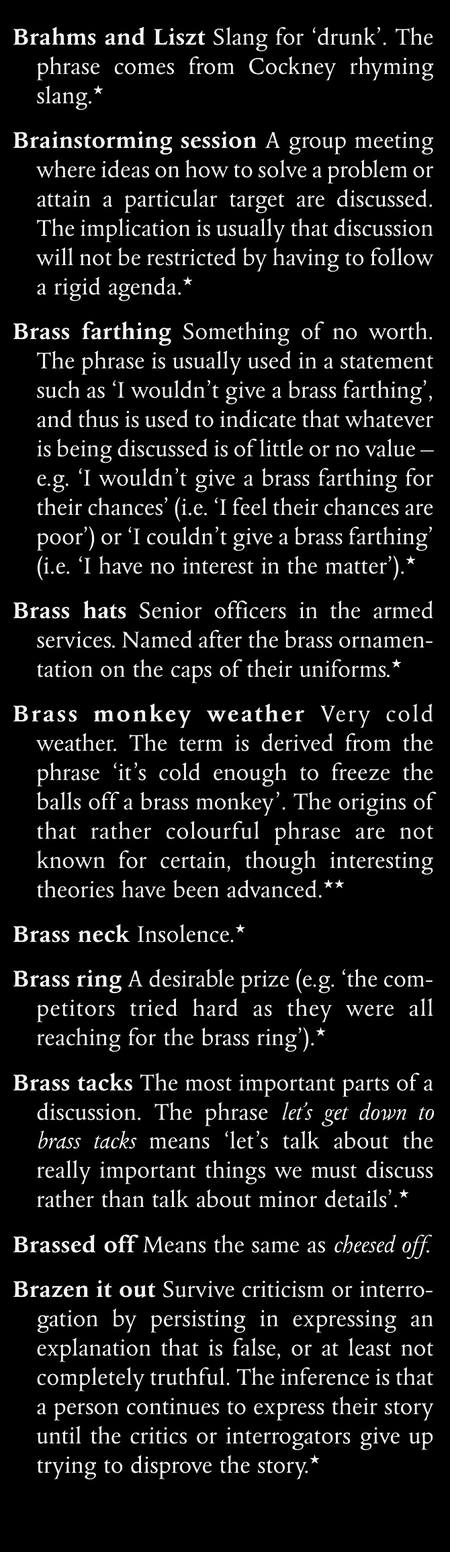 Brahms and Liszt Slang for ‘drunk’. The
phrase comes from Cockney rhyming
slang.★
Brainstorming session A group meeting
where ideas on how to solve a problem or
attain a particular target are discussed.
The implication is usually that discussion
will not be restricted by having to follow
a rigid agenda.★
Brass farthing Something of no worth.
The phrase is usually used in a statement
such as ‘I wouldn’t give a brass farthing’,
and thus is used to indicate that whatever
is being discussed is of little or no value –
e.g. ‘I wouldn’t give a brass farthing for
their chances’ (i.e. ‘I feel their chances are
poor’) or ‘I couldn’t give a brass farthing’
(i.e. ‘I have no interest in the matter’).★
Brass hats Senior officers in the armed
services. Named after the brass ornamen-
tation on the caps of their uniforms.★
Brass monkey weather Very cold
weather. The term is derived from the
phrase ‘it’s cold enough to freeze the
balls off a brass monkey’. The origins of
that rather colourful phrase are not
known for certain, though interesting
theories have been advanced.★★
Brass neck Insolence.★
Brass ring A desirable prize (e.g. ‘the com-
petitors tried hard as they were all
reaching for the brass ring’).★
Brass tacks The most important parts of a
discussion. The phrase let’s get down to
brass tacks means ‘let’s talk about the
really important things we must discuss
rather than talk about minor details’.★
Brassed off Means the same as cheesed off.
Brazen it out Survive criticism or interro-
gation by persisting in expressing an
explanation that is false, or at least not
completely truthful. The inference is that
a person continues to express their story
until the critics or interrogators give up
trying to disprove the story.★